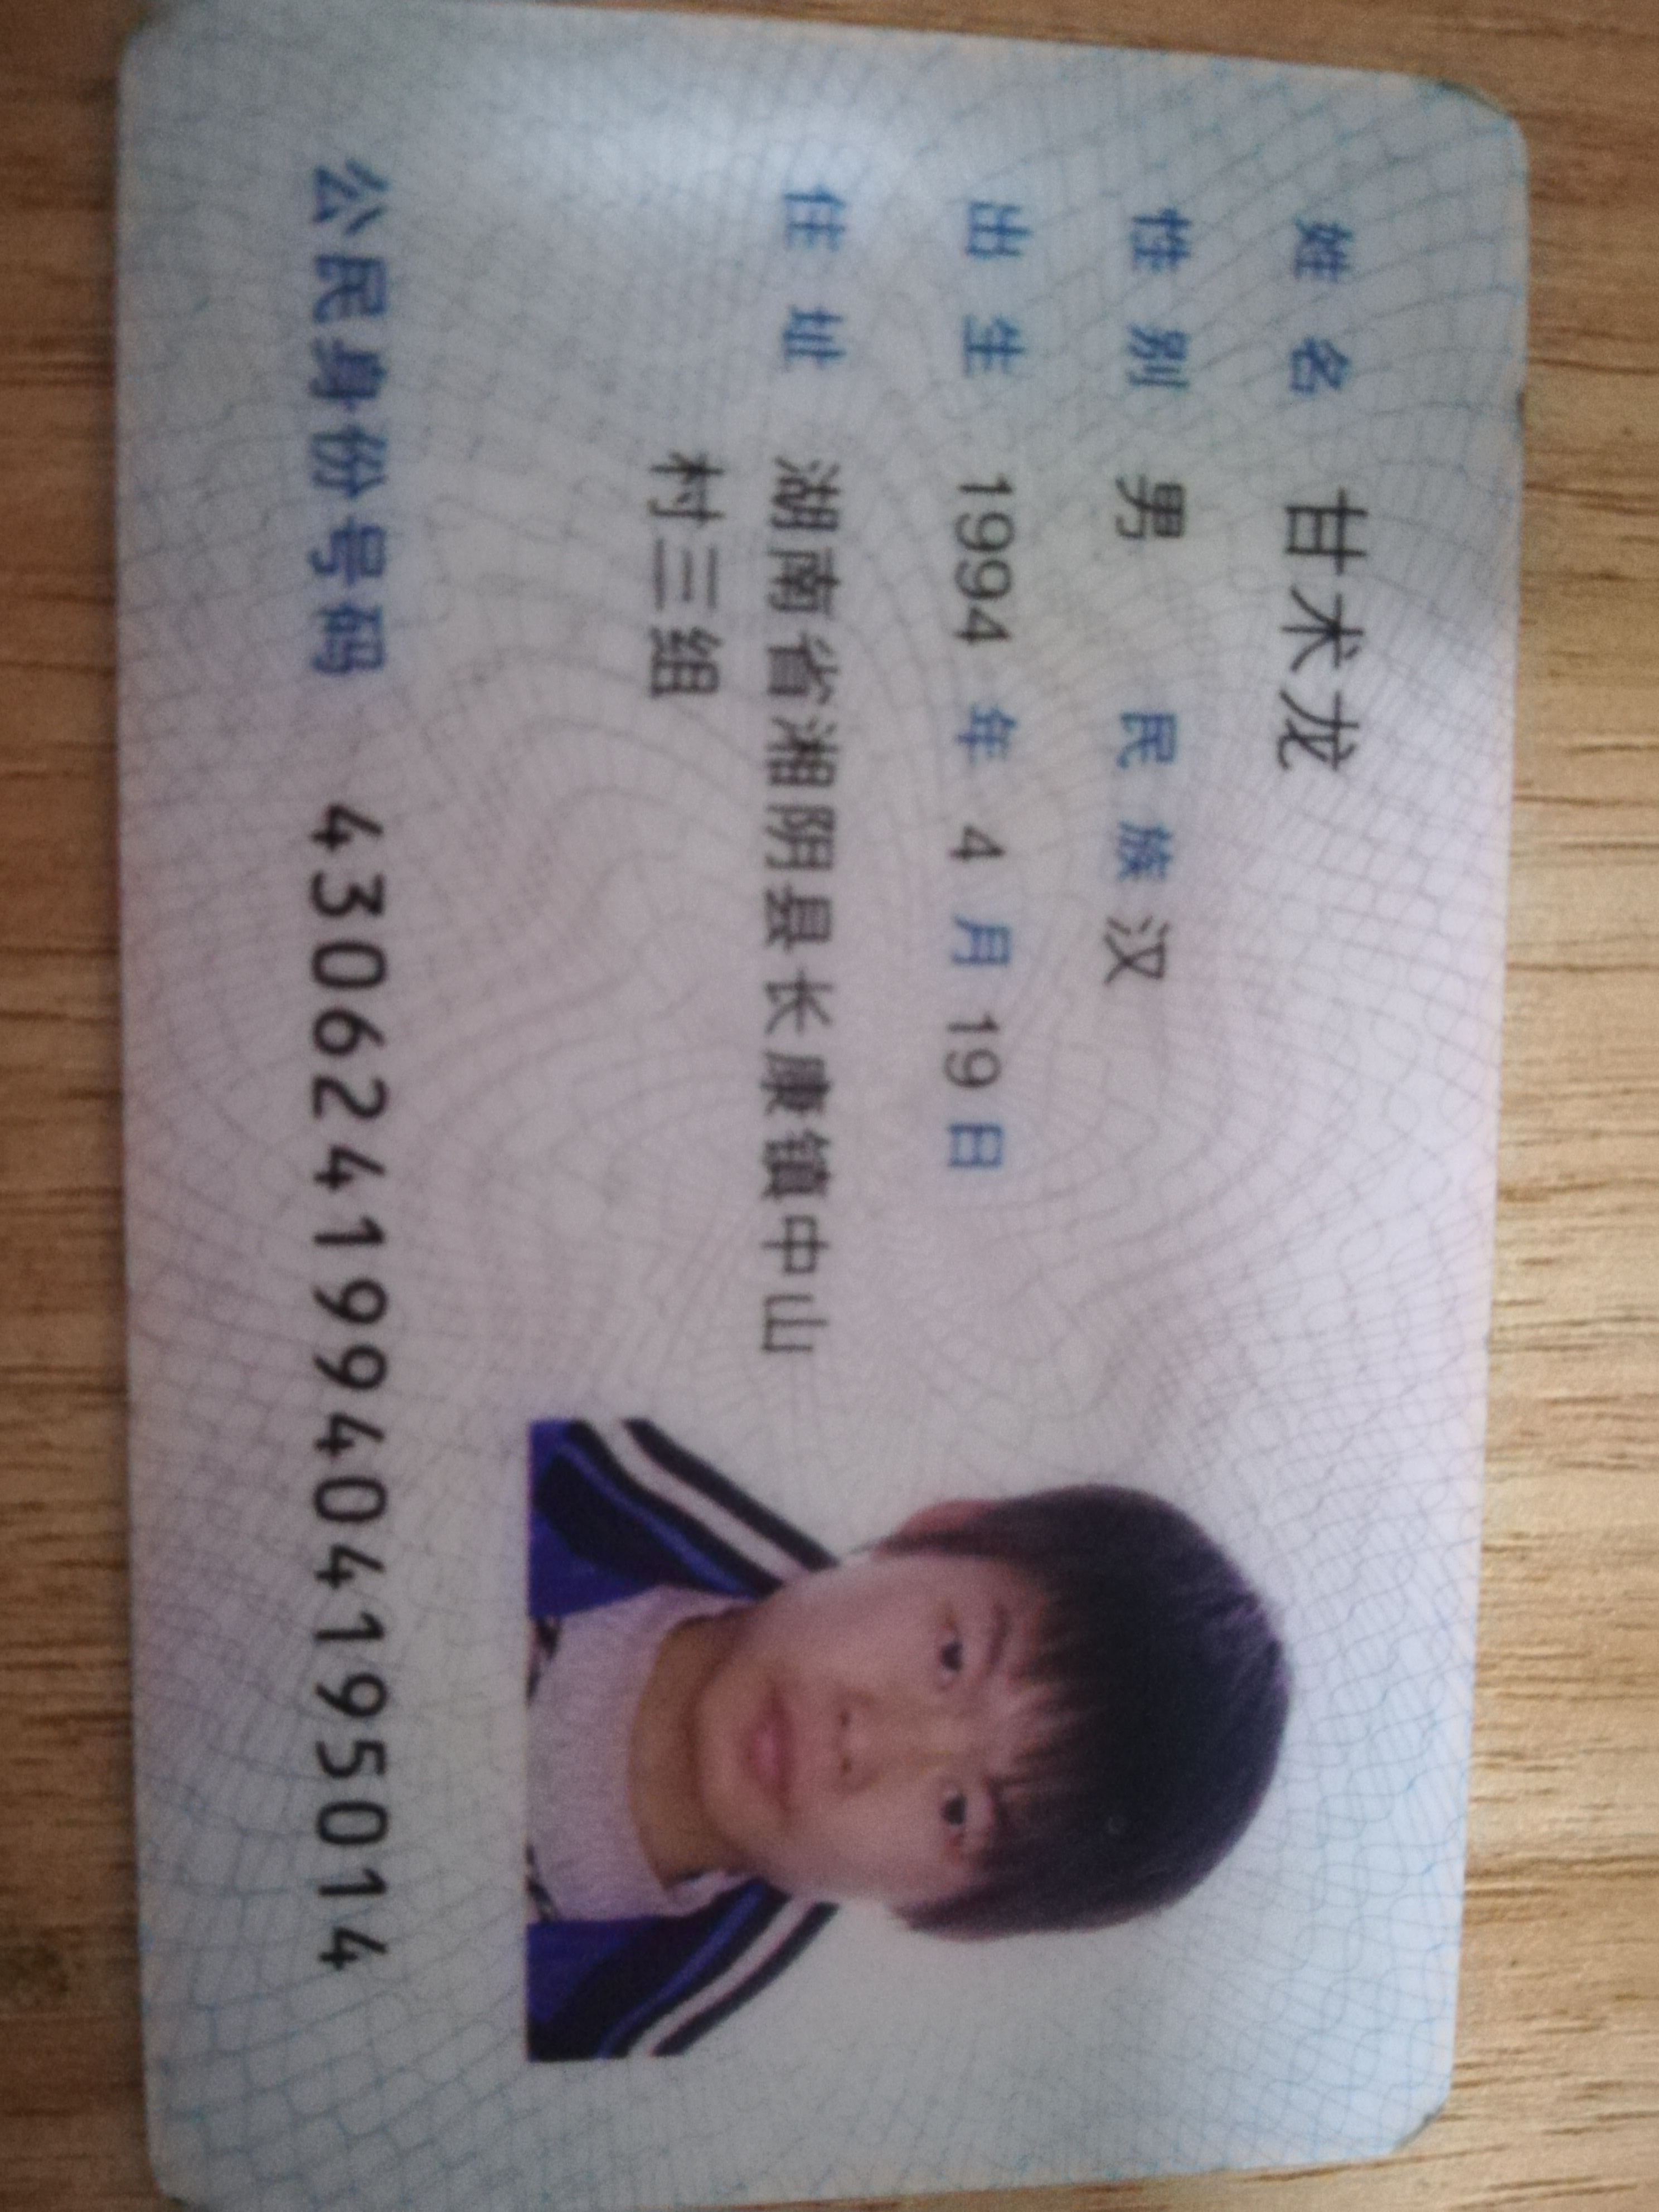 姓名 甘术龙
性别 男 民族 汉
出生 1994 年 4 月 19 日
住址 湖南省湘阴县长康镇中山
村三组
公民身份号码 430624199404195014